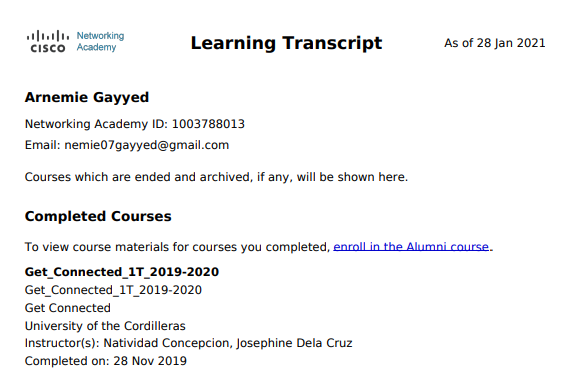 CISCO
Networking
Academy
Learning Transcript
As of 28 Jan 2021
Arnemie Gayyed
Networking Academy ID: 1003788013
Email: nemie07gayyed@gmail.com
Courses which are ended and archived, if any, will be shown here.
Completed Courses
To view course materials for courses you completed, enroll in the Alumni course.
Get_Connected_1T_2019-2020
Get_Connected_1T_2019-2020
Get Connected
University of the Cordilleras
Instructor(s): Natividad Concepcion, Josephine Dela Cruz
Completed on: 28 Nov 2019